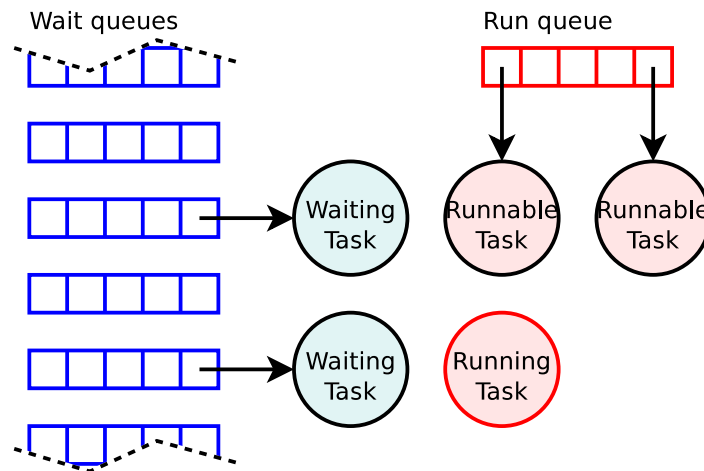 Wait queues
Run queue
Waiting
Task
Runnable
Task
Runnable
Task
Waiting
Task
Running
Task